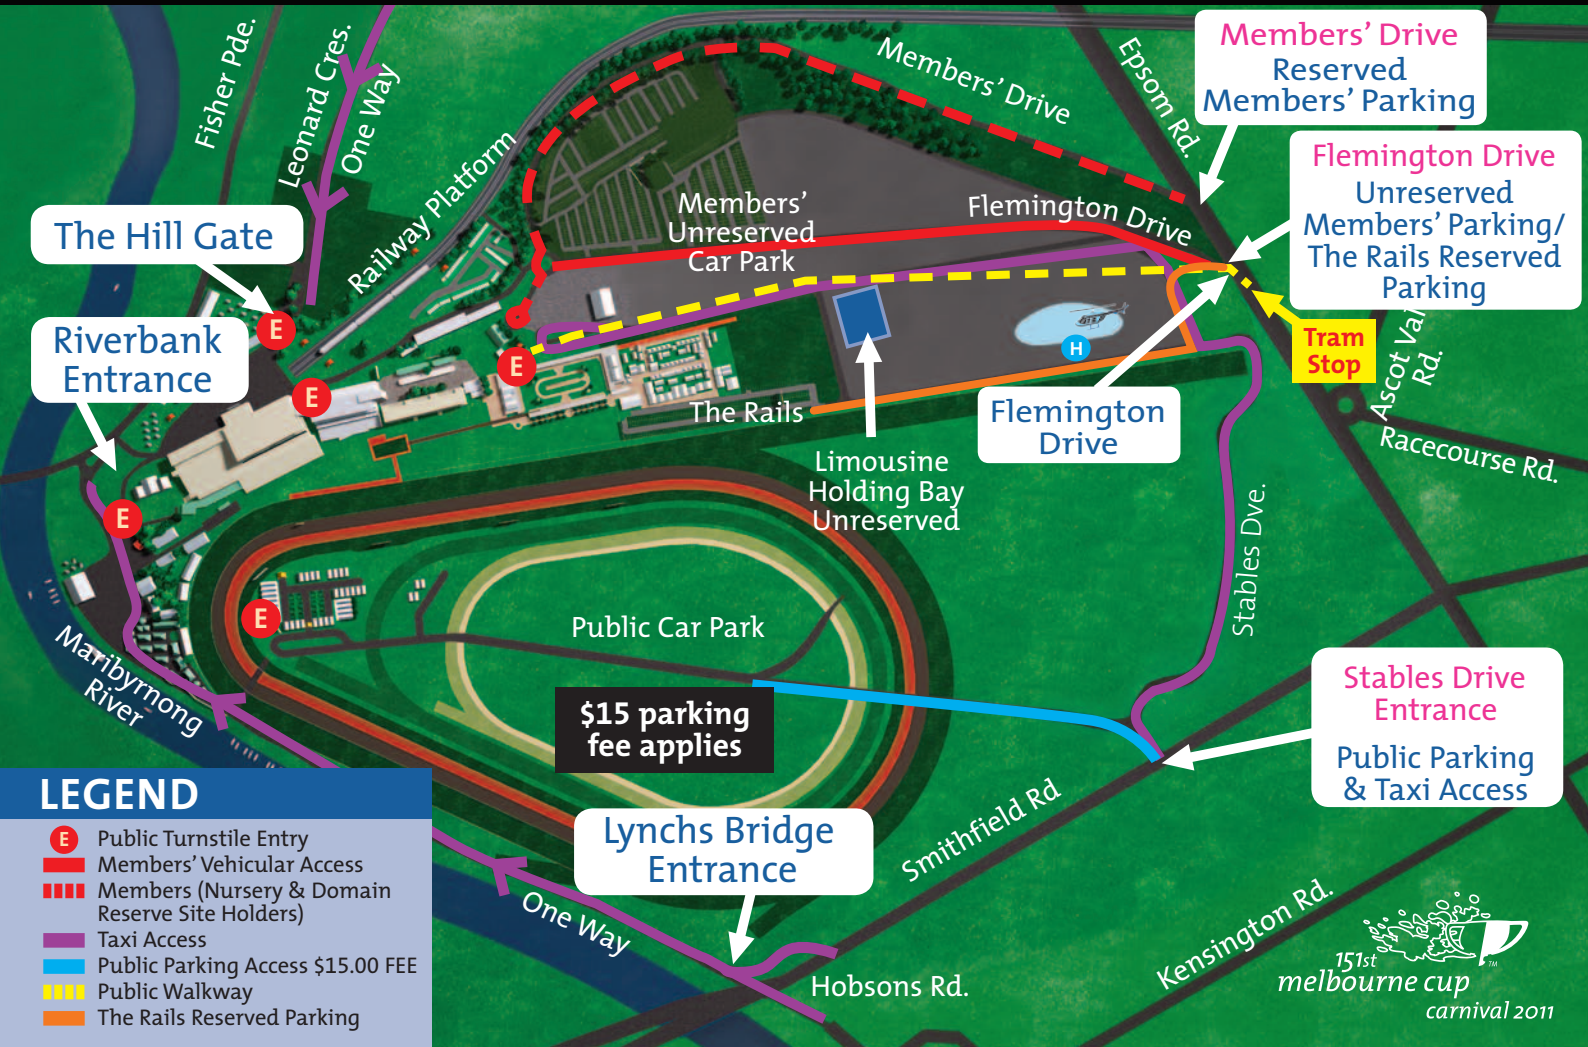 Fisher Pde.
Leonard Cres.
One Way
Railway Platform
Members' Drive
Epsom Rd.
Members' Drive
Reserved
Members' Parking
Flemington Drive
Unreserved
Members' Parking/
The Rails Reserved
Parking
Members'
Unreserved
Car Park
Flemington Drive
The Hill Gate
E
Riverbank
Entrance
E
E
E
H
Tram
Stop
Ascot Vale
Rd.
Racecourse Rd.
The Rails
Flemington
Drive
Limousine
Holding Bay
Unreserved
Stables Dve.
E
Public Car Park
Maribyrnong
River
$15 parking
fee applies
Stables Drive
Entrance
Public Parking
& Taxi Access
Lynchs Bridge
Entrance
Smithfield Rd
One Way
Hobsons Rd.
Kensington Rd.
LEGEND
E Public Turnstile Entry
Members' Vehicular Access
Members (Nursery & Domain
Reserve Site Holders)
Taxi Access
Public Parking Access $15.00 FEE
Public Walkway
The Rails Reserved Parking
TM
151st
melbourne cup
carnival 2011